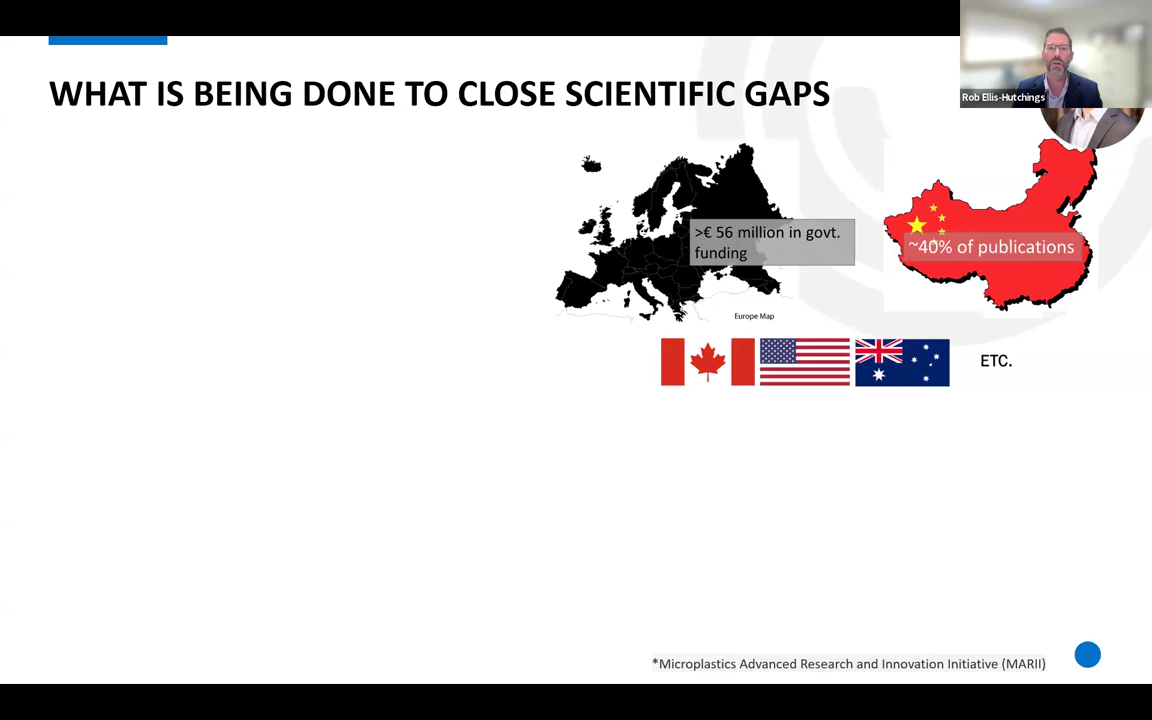 WHAT IS BEING DONE TO CLOSE SCIENTIFIC GAPS
Rob Ellis-Hutchings
>€ 56 million in govt.
funding
~40% of publications
Europe Map
ETC.
*Microplastics Advanced Research and Innovation Initiative (MARII)